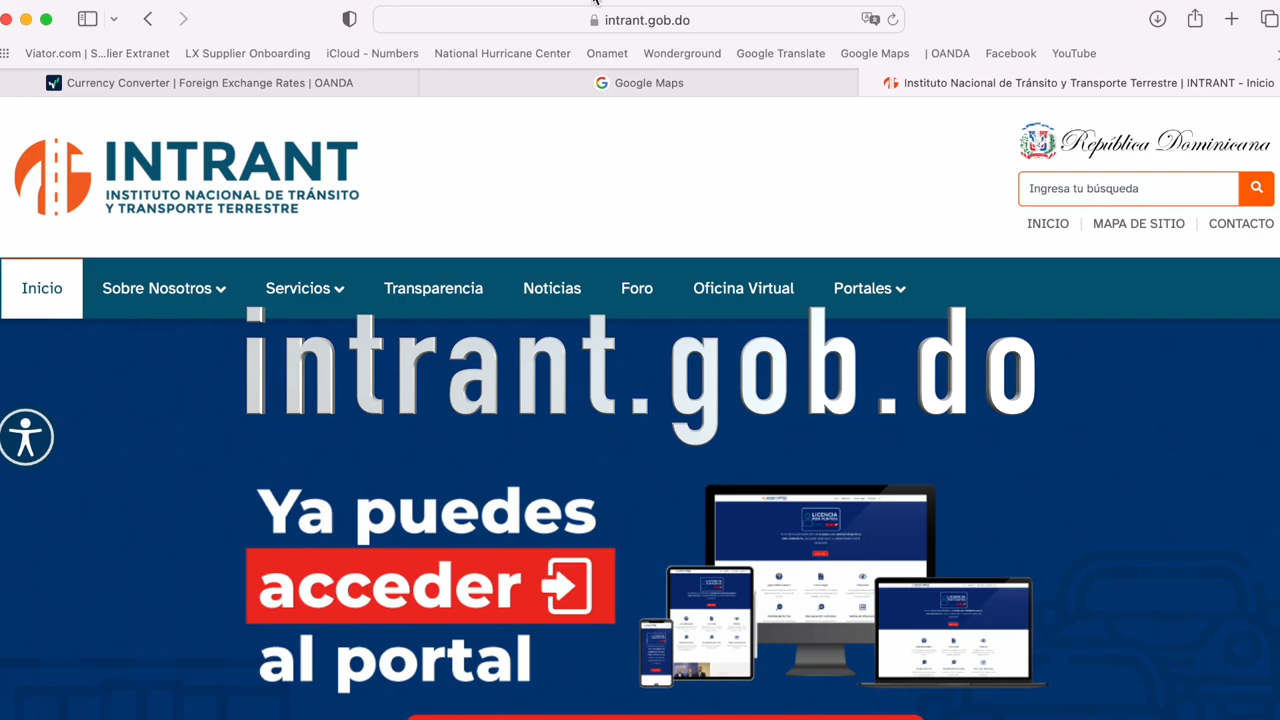 intrant.gob.do
Viator.com | S...lier Extranet
LX Supplier Onboarding
iCloud - Numbers
National Hurricane Center
Onamet
Wunderground
Google Translate
Google Maps
| OANDA
Facebook
YouTube
Currency Converter | Foreign Exchange Rates | OANDA
Google Maps
Instituto Nacional de Tránsito y Transporte Terrestre | INTRANT - Inicio
INTRANT
INSTITUTO NACIONAL DE TRÁNSITO
Y TRANSPORTE TERRESTRE
República Dominicana
Ingresa tu búsqueda
INICIO | MAPA DE SITIO | CONTACTO
Inicio
Sobre Nosotros
Servicios
Transparencia
Noticias
Foro
Oficina Virtual
Portales
intrant.gob.do
Ya puedes
acceder
al portal
LICENCIA